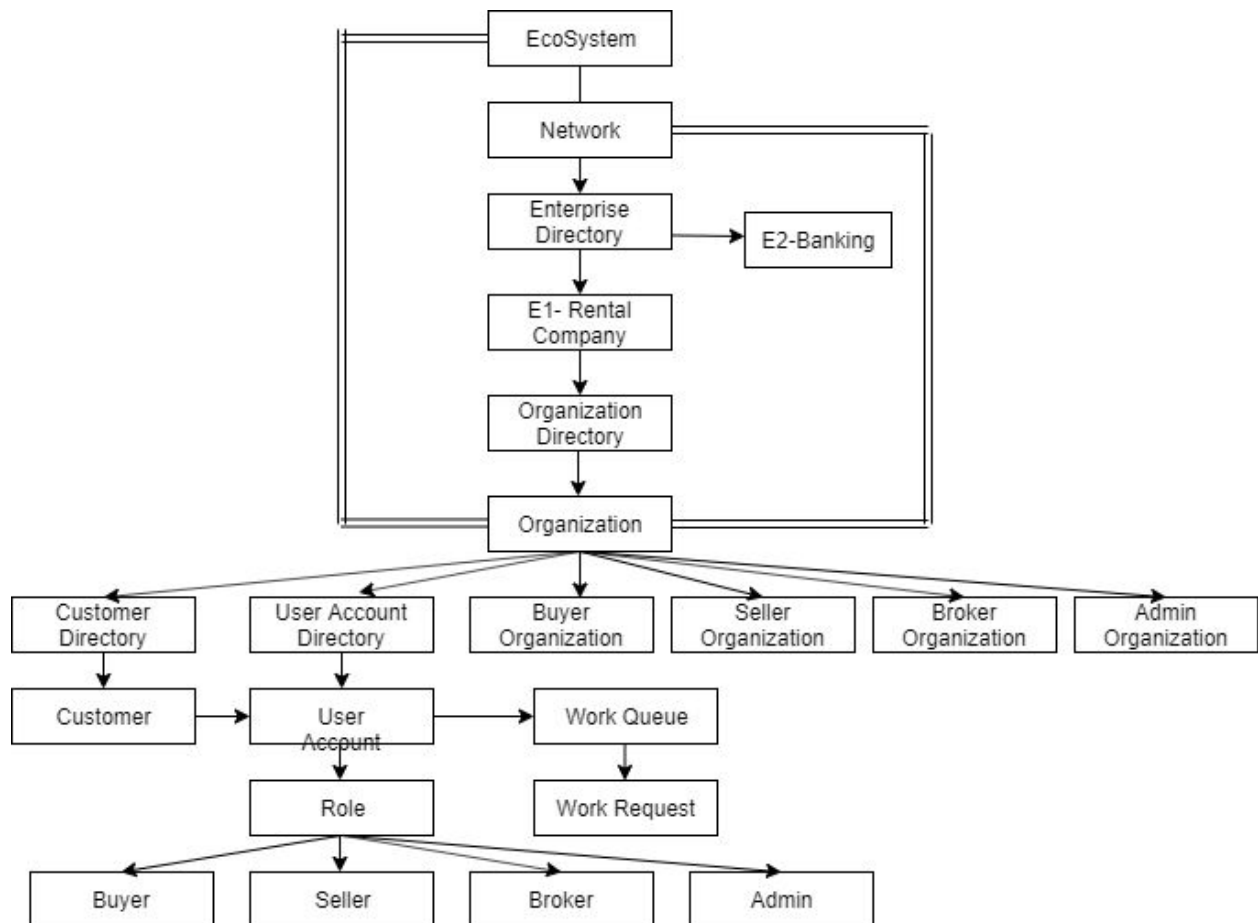 EcoSystem
Network
Enterprise
Directory
E2-Banking
E1- Rental
Company
Organization
Directory
Organization
Customer
Directory
User Account
Directory
Buyer
Organization
Seller
Organization
Broker
Organization
Admin
Organization
Customer
User
Account
Work Queue
Role
Work Request
Buyer
Seller
Broker
Admin